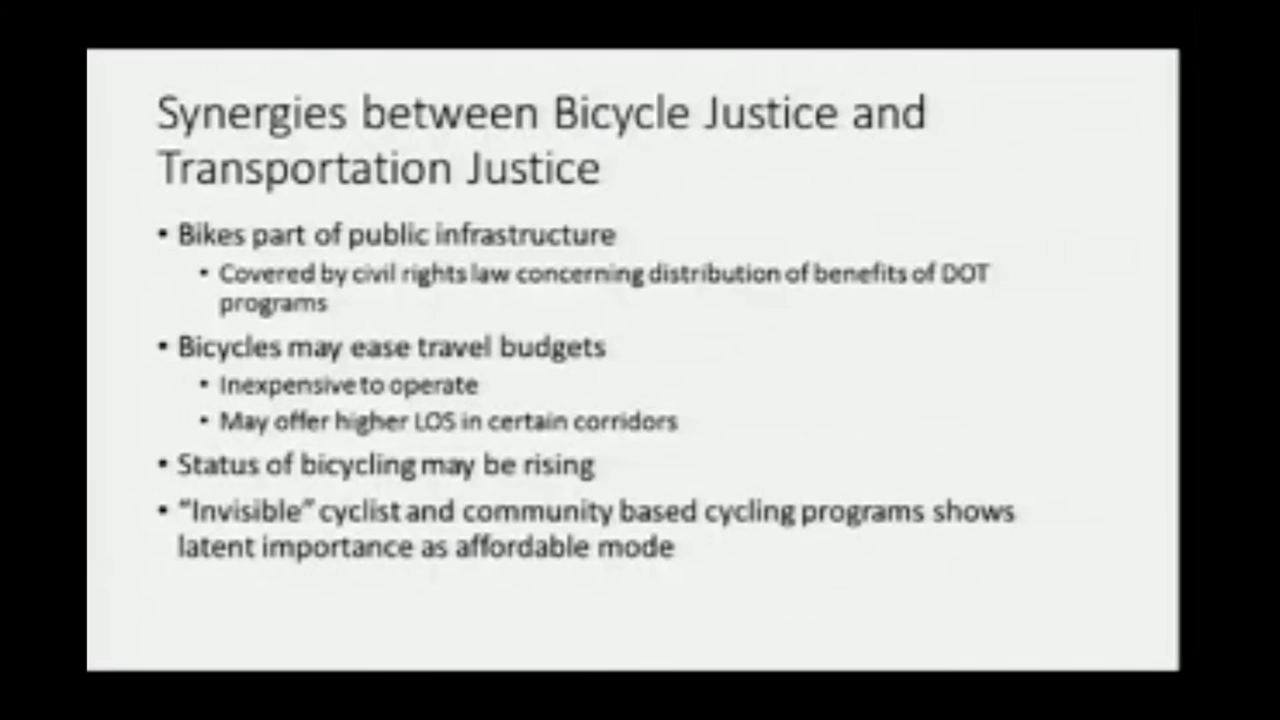 Synergies between Bicycle Justice and
Transportation Justice
• Bikes part of public infrastructure
• Covered by civil rights law concerning distribution of benefits of DOT
programs
• Bicycles may ease travel budgets
• Inexpensive to operate
• May offer higher LOS in certain corridors
• Status of bicycling may be rising
• “Invisible” cyclist and community based cycling programs shows
latent importance as affordable mode